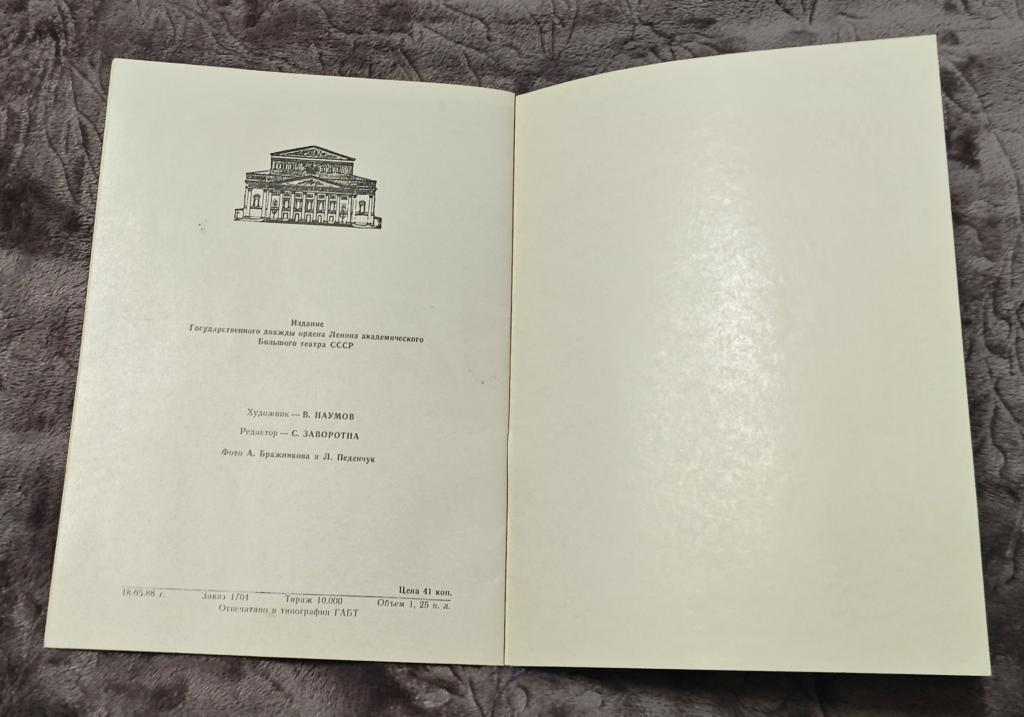 Издание
Государственного дважды ордена Ленина академического
Большого театра СССР
Художник — В. НАУМОВ
Редактор — С. ЗАВОРОТНА
Фото А. Бражникова и Л. Педенчук
Цена 41 коп.
18.05.88 г. Заказ 1704 Тираж 10.000 Объем 1, 25 п. л.
Отпечатано в типографии ГАБТ